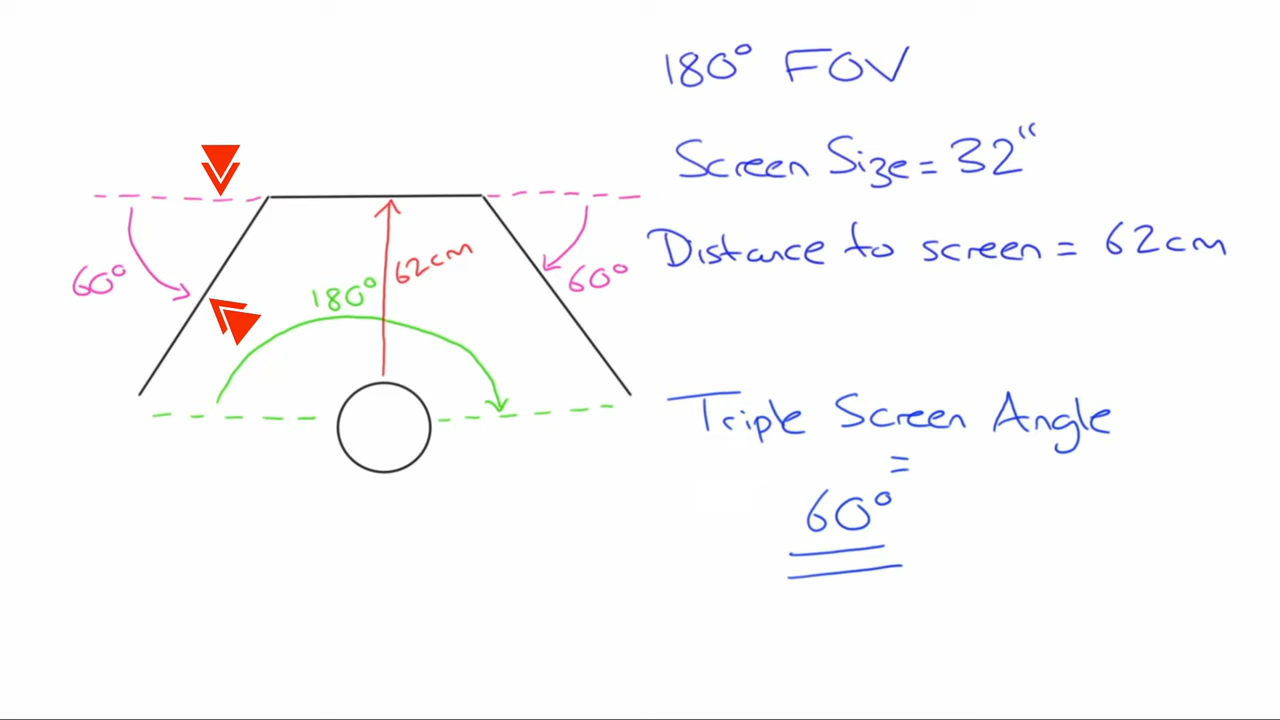 180° FOV
Screen Size = 32"
Distance to screen = 62cm
60°
180°
62cm
60°
Triple Screen Angle
=
60°